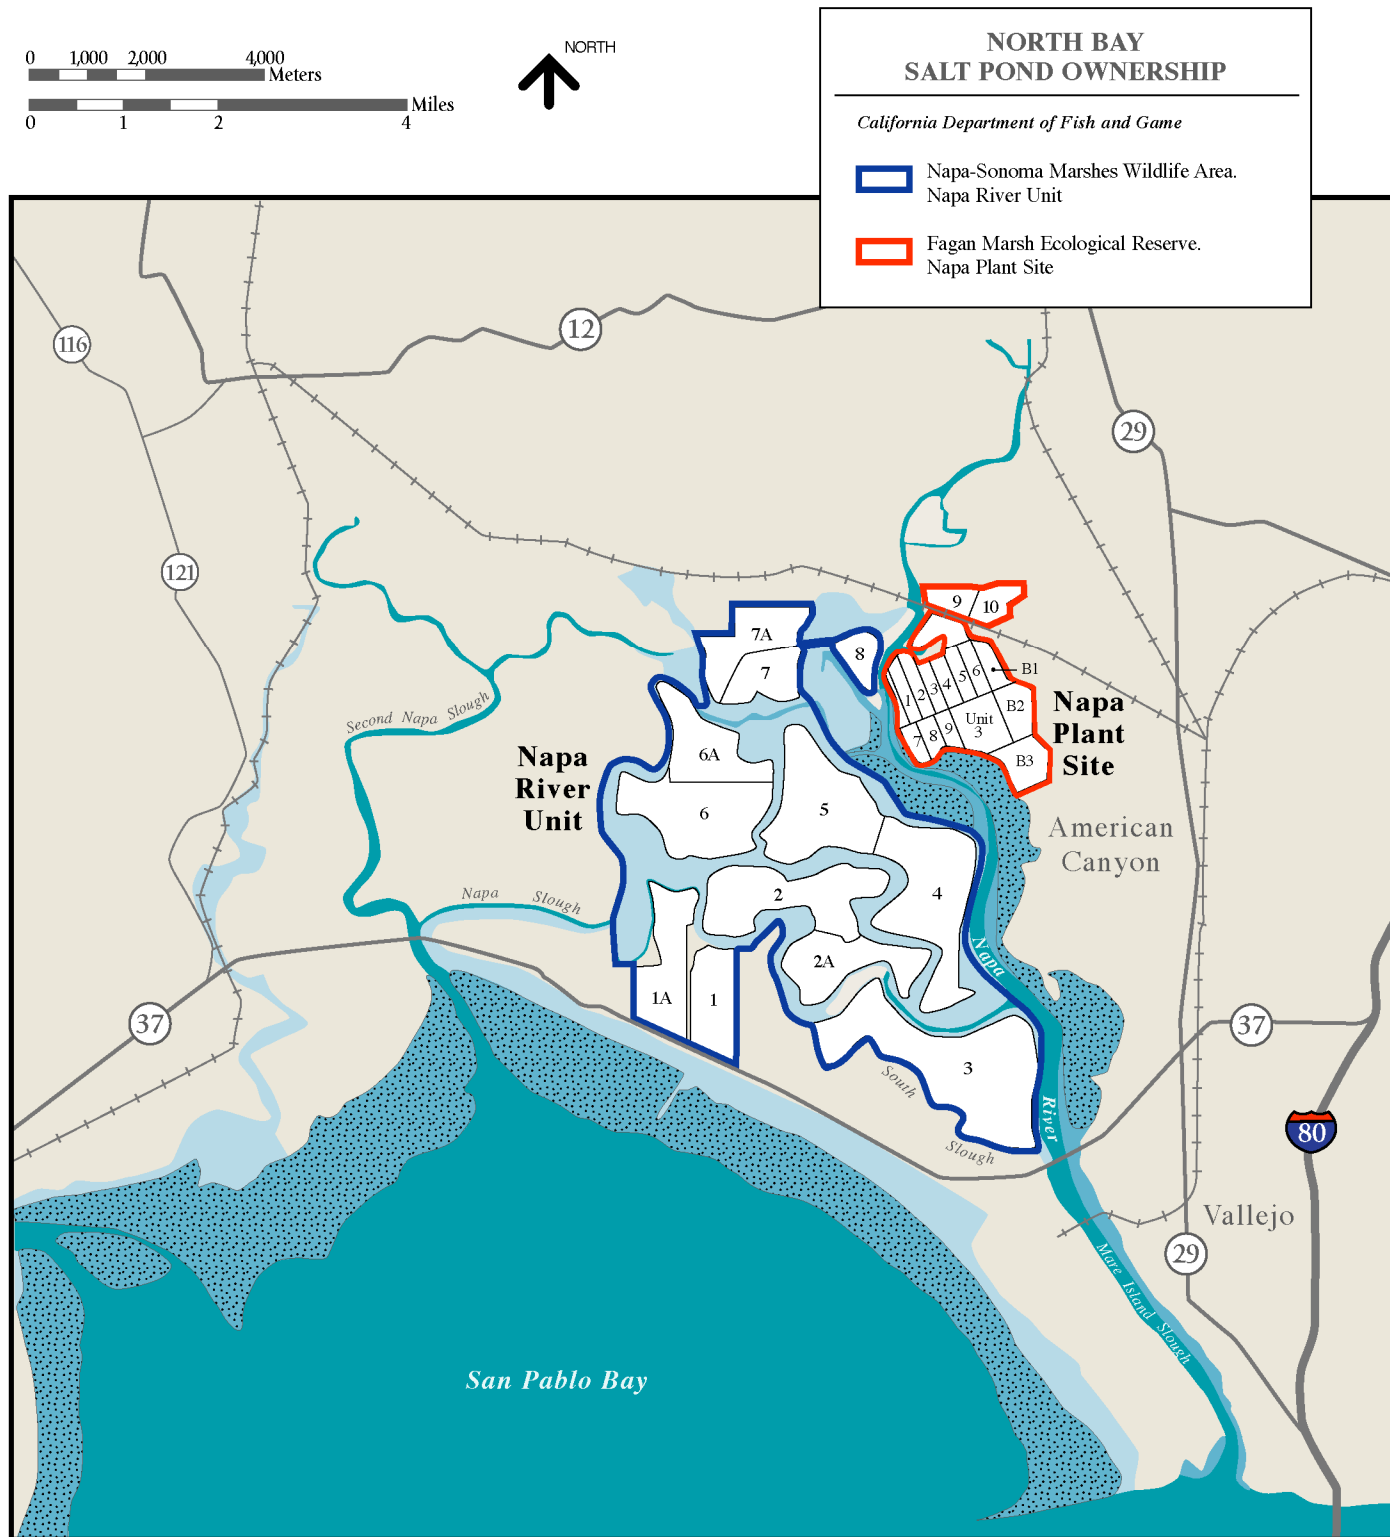 0 1,000 2,000 4,000
Meters
Miles
0 1 2 4
NORTH
NORTH BAY
SALT POND OWNERSHIP
California Department of Fish and Game
Napa-Sonoma Marshes Wildlife Area.
Napa River Unit
Fagan Marsh Ecological Reserve.
Napa Plant Site
12
116
29
121
9
10
7A
8
7
1
2
3
4
5
6
B1
B2
Unit
3
7
8
9
B3
Napa
Plant
Site
Second Napa Slough
6A
Napa
River
Unit
6
5
American
Canyon
Napa Slough
2
4
Napa
2A
1A
1
37
37
3
South
Slough
River
80
Vallejo
29
Mare Island Slough
San Pablo Bay